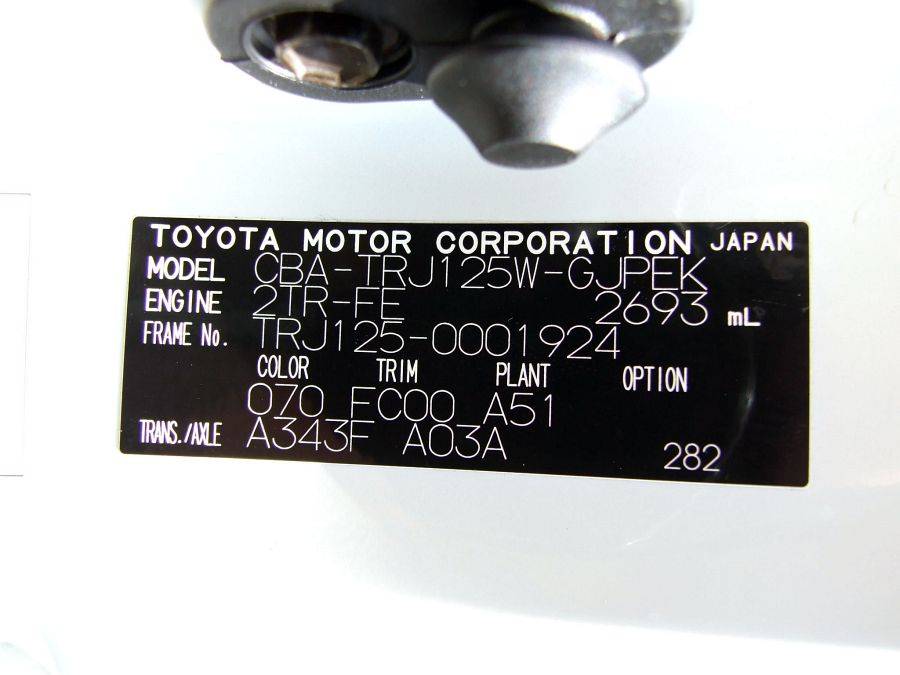 TOYOTA MOTOR CORPORATION JAPAN
MODEL CBA-TRJ125W-GJPEK
ENGINE 2TR-FE 2693 mL
FRAME No. TRJ125-0001924
COLOR TRIM PLANT OPTION
070 FC00 A51
TRANS./AXLE A343F A03A 282